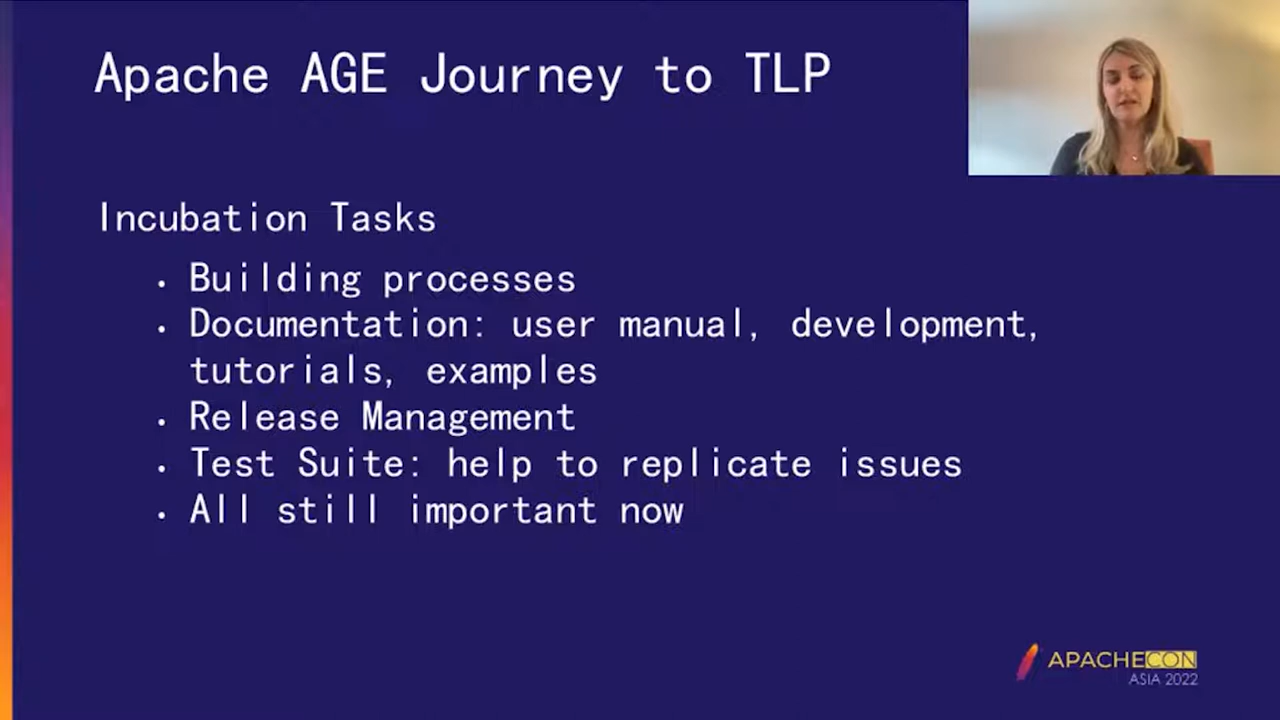 Apache AGE Journey to TLP
Incubation Tasks
• Building processes
• Documentation: user manual, development,
tutorials, examples
• Release Management
• Test Suite: help to replicate issues
• All still important now
APACHECON
ASIA 2022